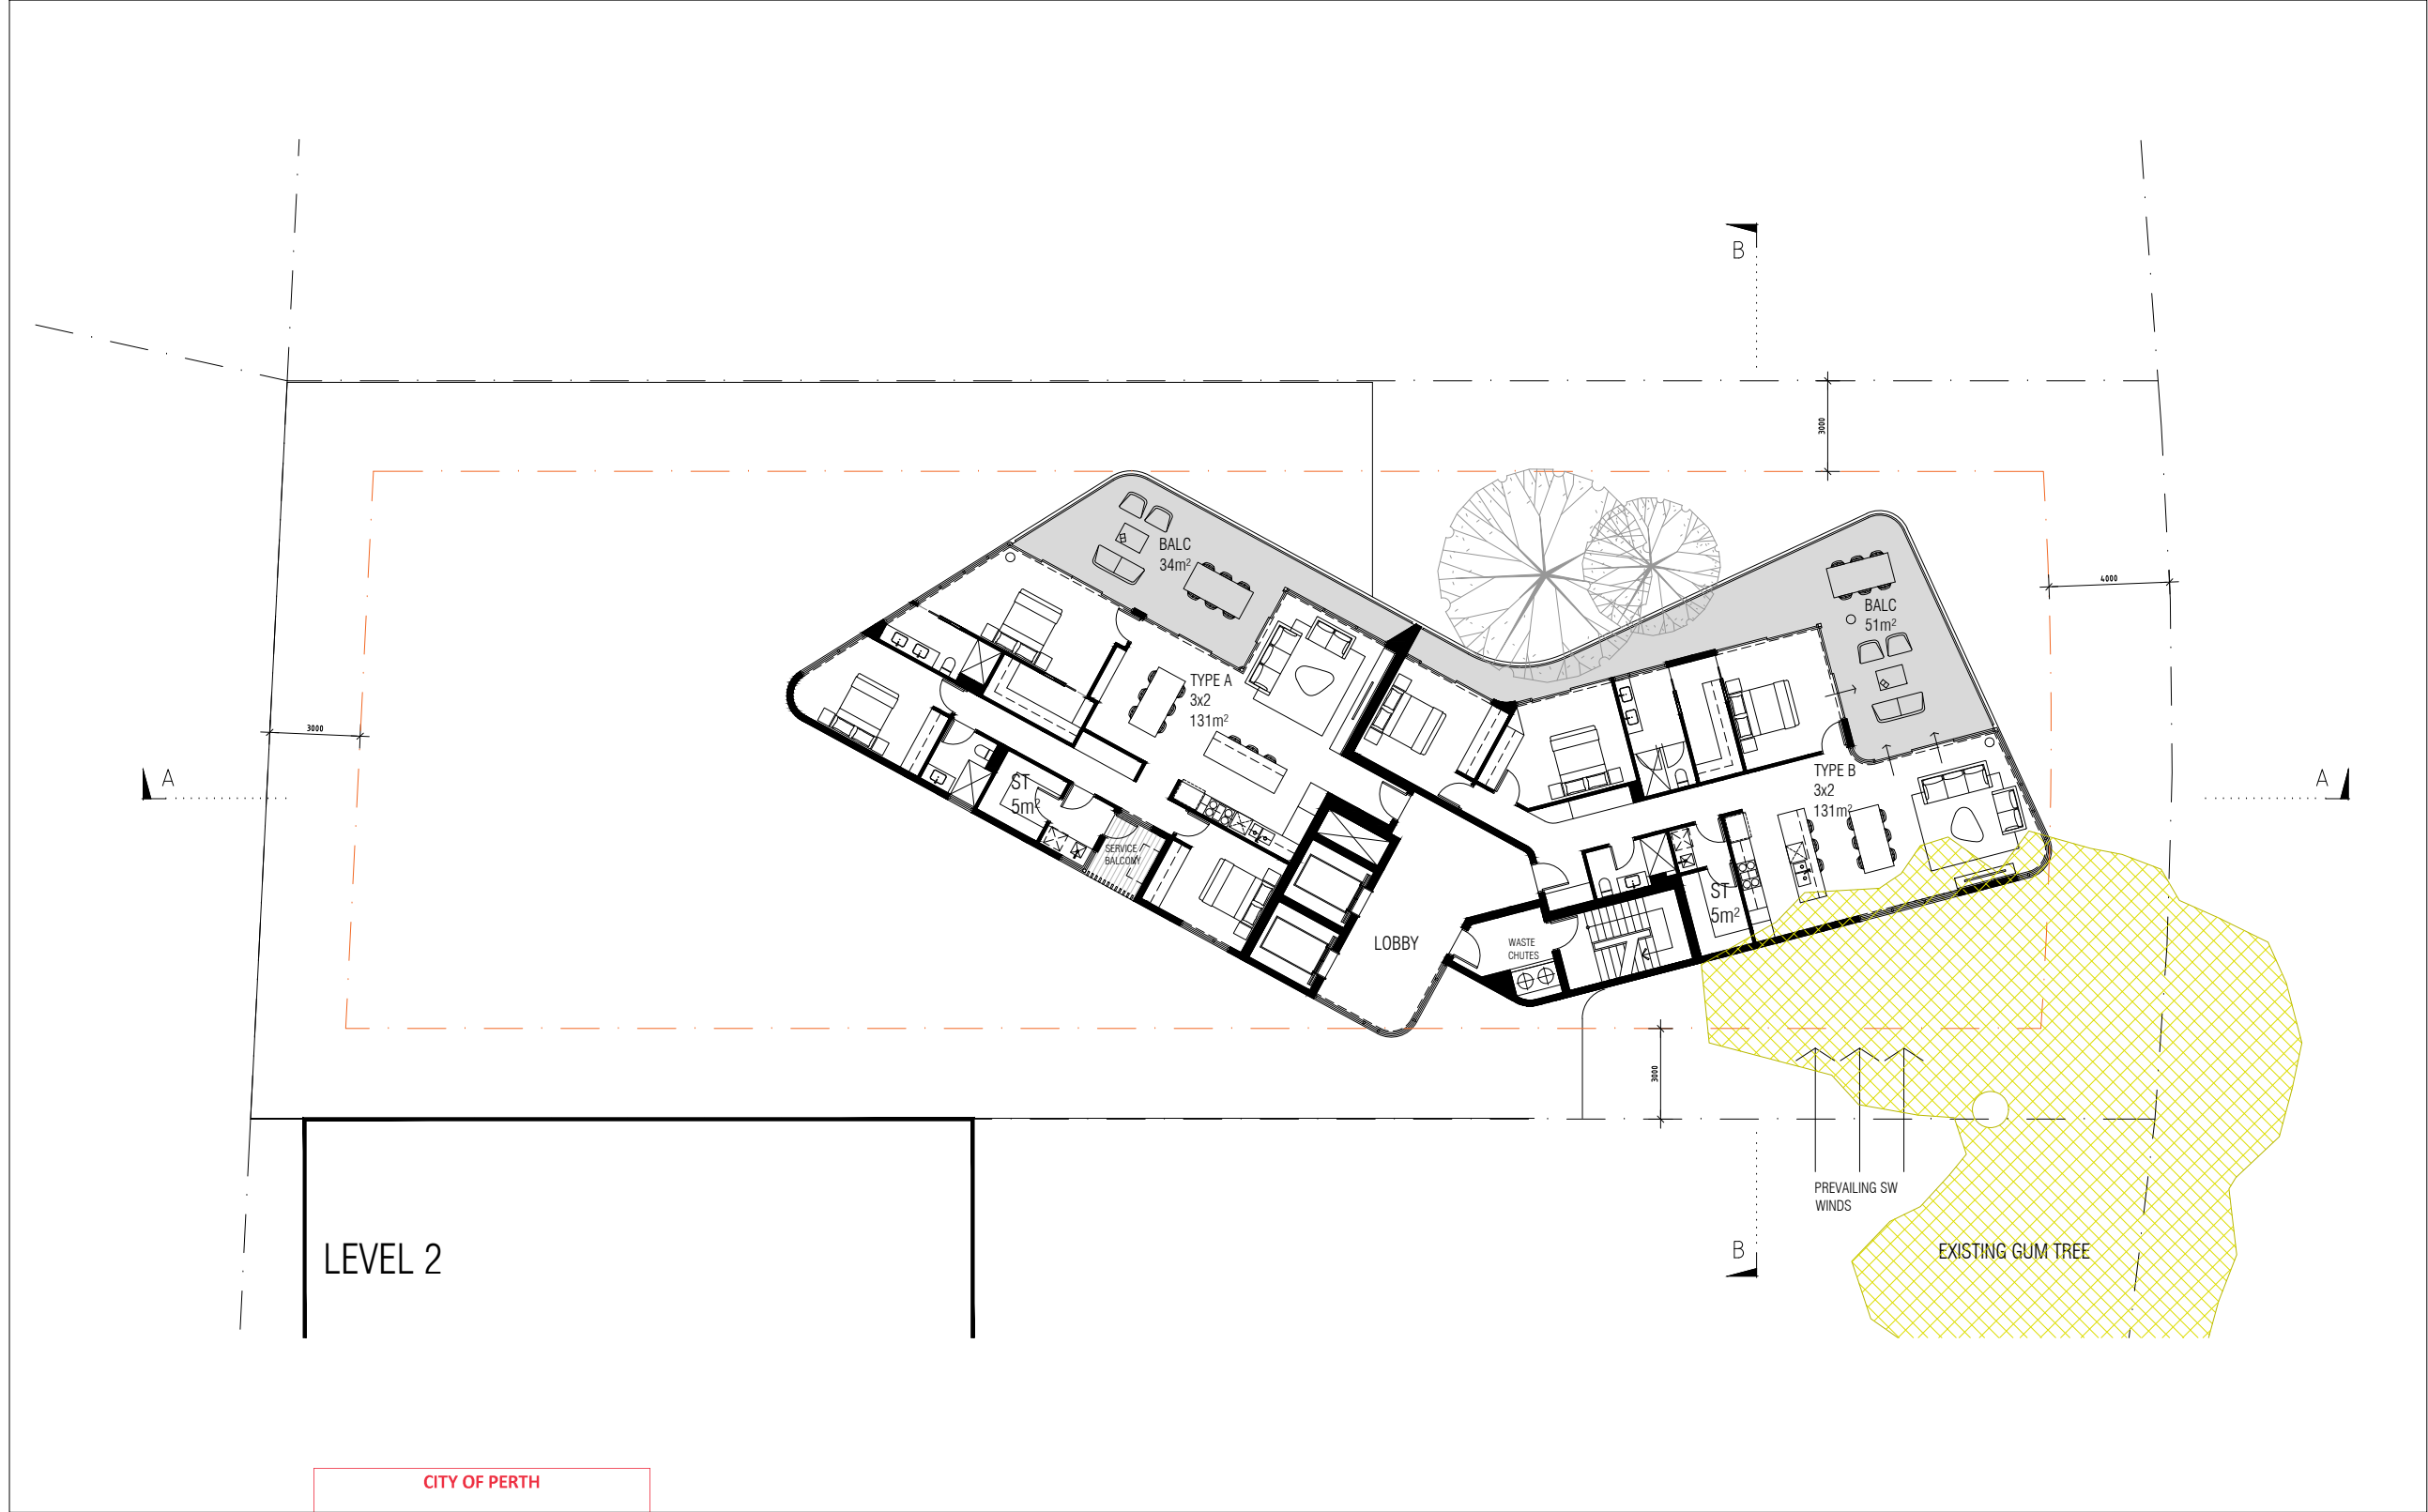 B
3000
BALC
34m²
4000
BALC
51m²
TYPE A
3x2
131m²
3000
A
ST
5m²
TYPE B
3x2
131m²
A
SERVICE
BALCONY
ST
5m²
LOBBY
WASTE
CHUTES
3000
PREVAILING SW
WINDS
B
EXISTING GUM TREE
LEVEL 2
CITY OF PERTH